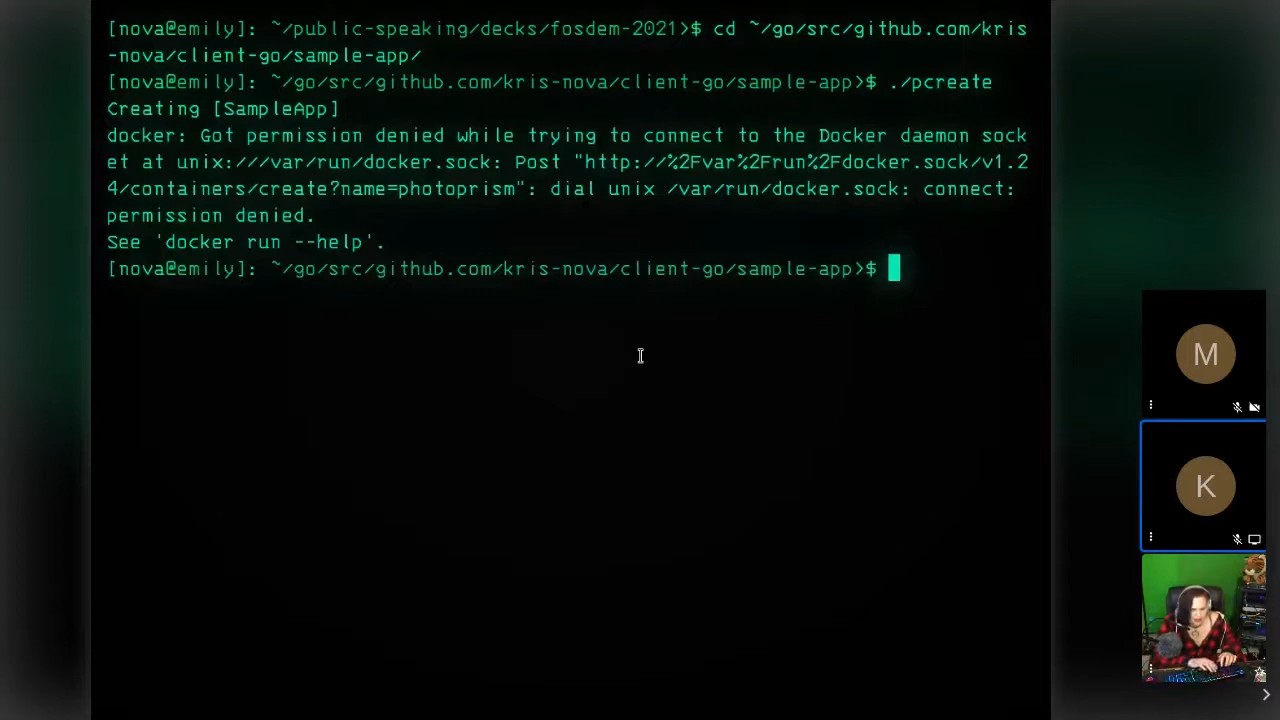 [nova@emily]: ~/public-speaking/decks/fosdem-2021>$ cd ~/go/src/github.com/kris
-nova/client-go/sample-app/
[nova@emily]: ~/go/src/github.com/kris-nova/client-go/sample-app>$ ./pcreate
Creating [SampleApp]
docker: Got permission denied while trying to connect to the Docker daemon sock
et at unix:///var/run/docker.sock: Post "http://%2Fvar%2Frun%2Fdocker.sock/v1.2
4/containers/create?name=photoprism": dial unix /var/run/docker.sock: connect:
permission denied.
See 'docker run --help'.
[nova@emily]: ~/go/src/github.com/kris-nova/client-go/sample-app>$
M
K